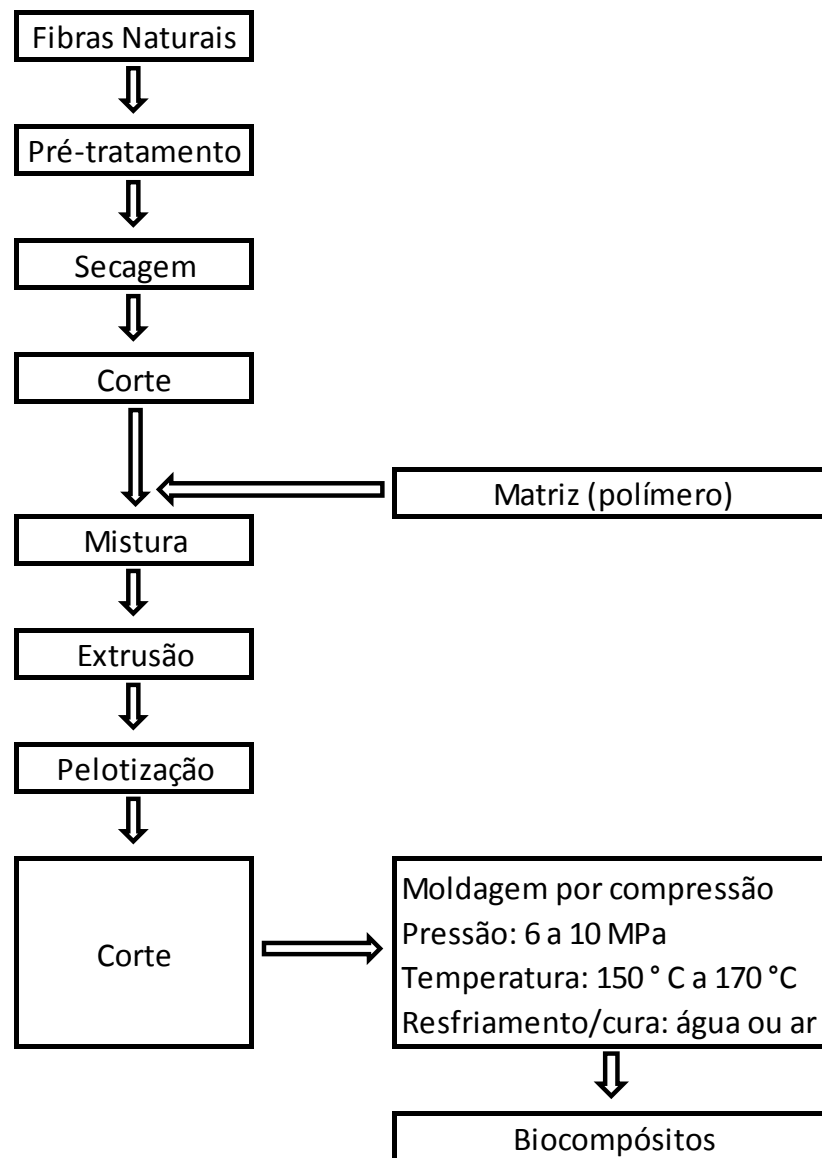 Fibras Naturais
Pré-tratamento
Secagem
Corte
Matriz (polímero)
Mistura
Extrusão
Pelotização
Corte
Moldagem por compressão
Pressão: 6 a 10 MPa
Temperatura: 150 ° C a 170 °C
Resfriamento/cura: água ou ar
Biocompósitos